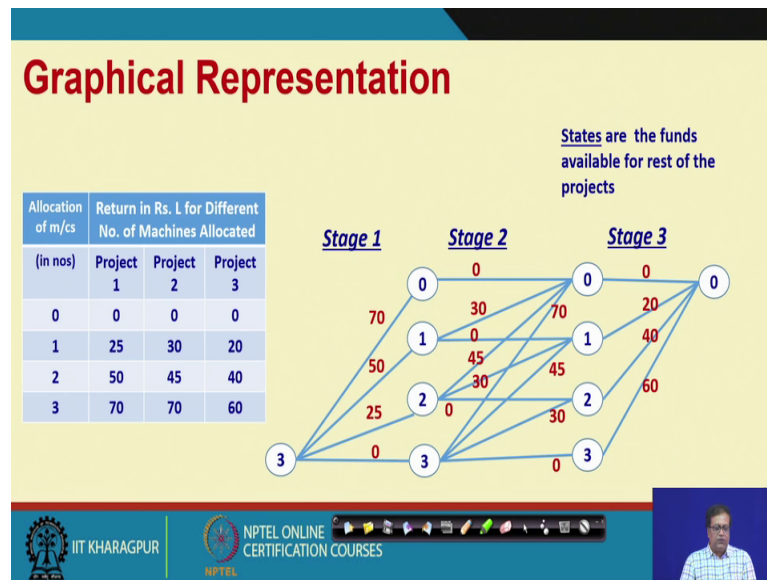 Graphical Representation
States are the funds
available for rest of the
projects
Allocation
of m/cs
Return in Rs. L for Different
No. of Machines Allocated
(in nos) Project 1 Project 2 Project 3
0 0 0 0
1 25 30 20
2 50 45 40
3 70 70 60
Stage 1 Stage 2 Stage 3
0
0
0
0
0
0
70
30
70
20
1
0
1
40
50
45
45
30
60
25
2
0
2
30
3
0
3
0
3
IIT KHARAGPUR
NPTEL
NPTEL ONLINE
CERTIFICATION COURSES